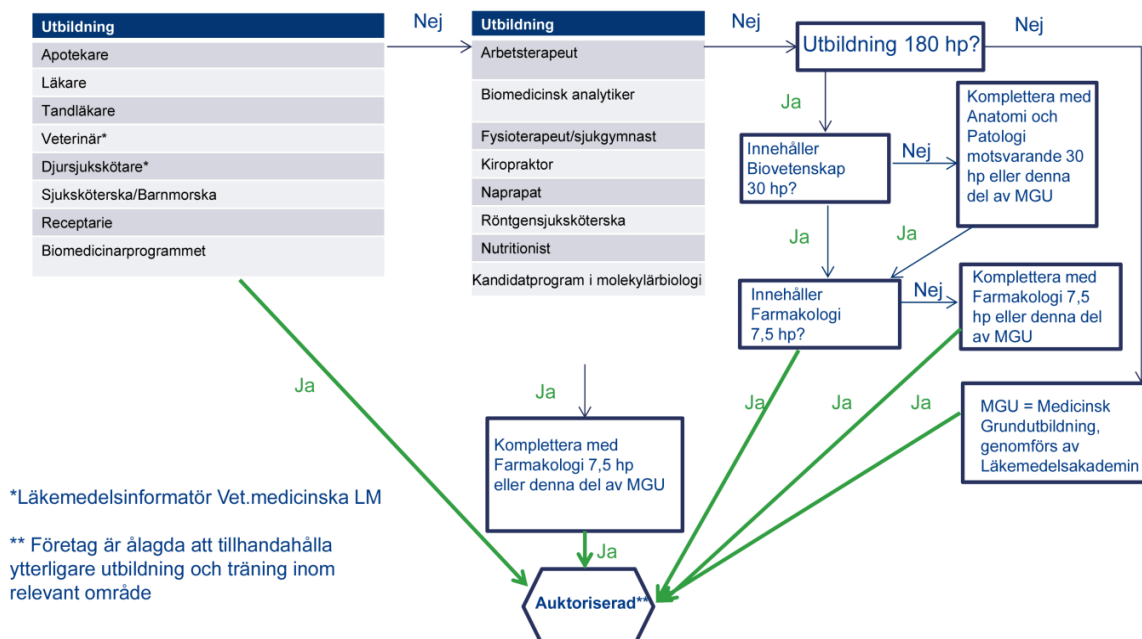 Utbildning
Apotekare
Läkare
Tandläkare
Veterinär*
Djursjukskötare*
Sjuksköterska/Barnmorska
Receptarie
Biomedicinarprogrammet
Nej
Utbildning
Arbetsterapeut
Biomedicinsk analytiker
Fysioterapeut/sjukgymnast
Kiropraktor
Naprapat
Röntgensjuksköterska
Nutritionist
Kandidatprogram i molekylärbiologi
Nej
Utbildning 180 hp?
Nej
Ja
Innehåller
Biovetenskap
30 hp?
Nej
Komplettera med
Anatomi och
Patologi
motsvarande 30
hp eller denna
del av MGU
Ja
Ja
Innehåller
Farmakologi
7,5 hp?
Nej
Komplettera med
Farmakologi 7,5
hp eller denna del
av MGU
Ja
Ja
Ja
Ja
Ja
MGU = Medicinsk
Grundutbildning,
genomförs av
Läkemedelsakademin
Komplettera med
Farmakologi 7,5 hp
eller denna del av MGU
Ja
Auktoriserad**
*Läkemedelsinformatör Vet.medicinska LM
** Företag är ålagda att tillhandahålla
ytterligare utbildning och träning inom
relevant område